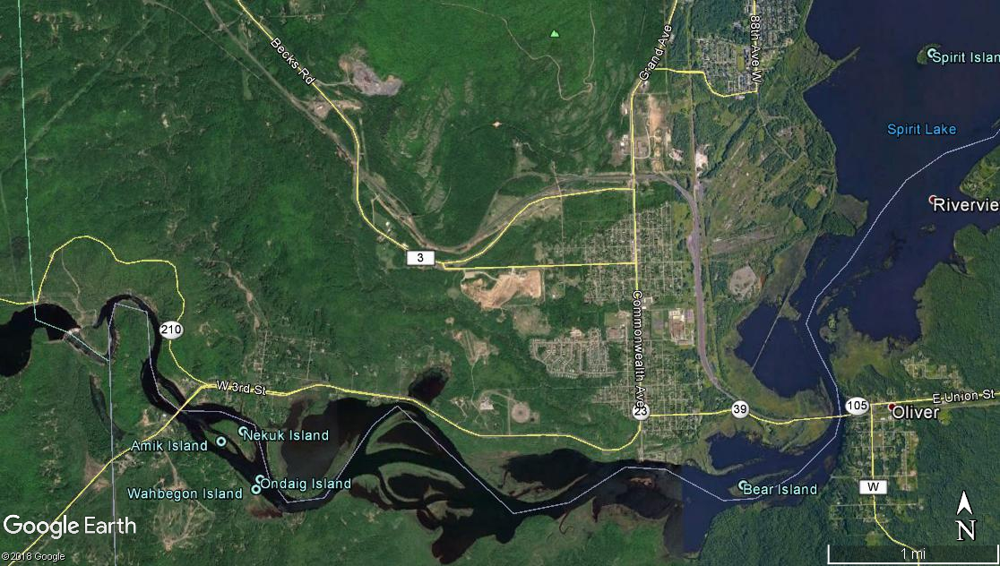 Becks Rd
Grand Ave
88th Ave W
Spirit Islan
Spirit Lake
Rivervie
3
210
Commonwealth Ave
W 3rd St
23
39
105
E Union St
Oliver
Nekuk Island
Amik Island
Ondaig Island
Wahbegon Island
Bear Island
W
Google Earth
N
©2018 Google
1 mi